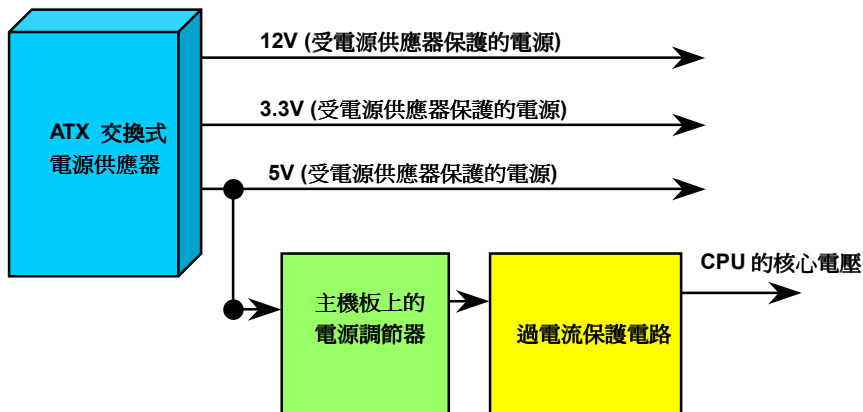 12V (受電源供應器保護的電源)
3.3V (受電源供應器保護的電源)
ATX 交換式
電源供應器
5V (受電源供應器保護的電源)
CPU 的核心電壓
主機板上的
電源調節器
過電流保護電路